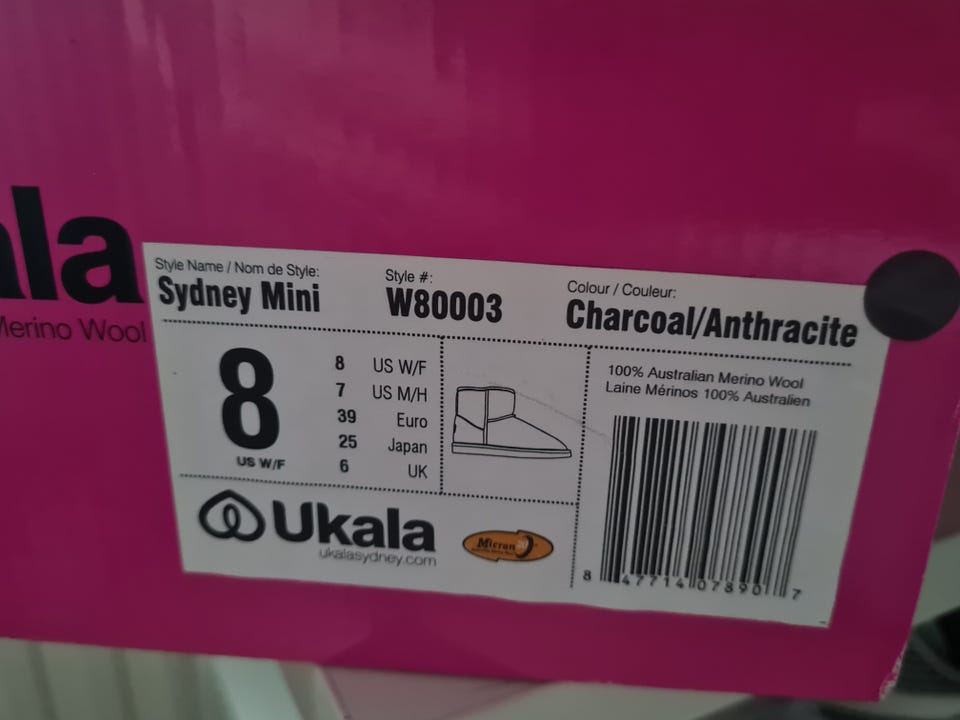 ala
Merino Wool
Style Name / Nom de Style:
Sydney Mini
Style #:
W80003
Colour / Couleur:
Charcoal/Anthracite
8
US W/F
8 US W/F
7 US M/H
39 Euro
25 Japan
6 UK
100% Australian Merino Wool
Laine Mérinos 100% Australien
8 47714 07890 7
Ukala
ukalasydney.com
Micron